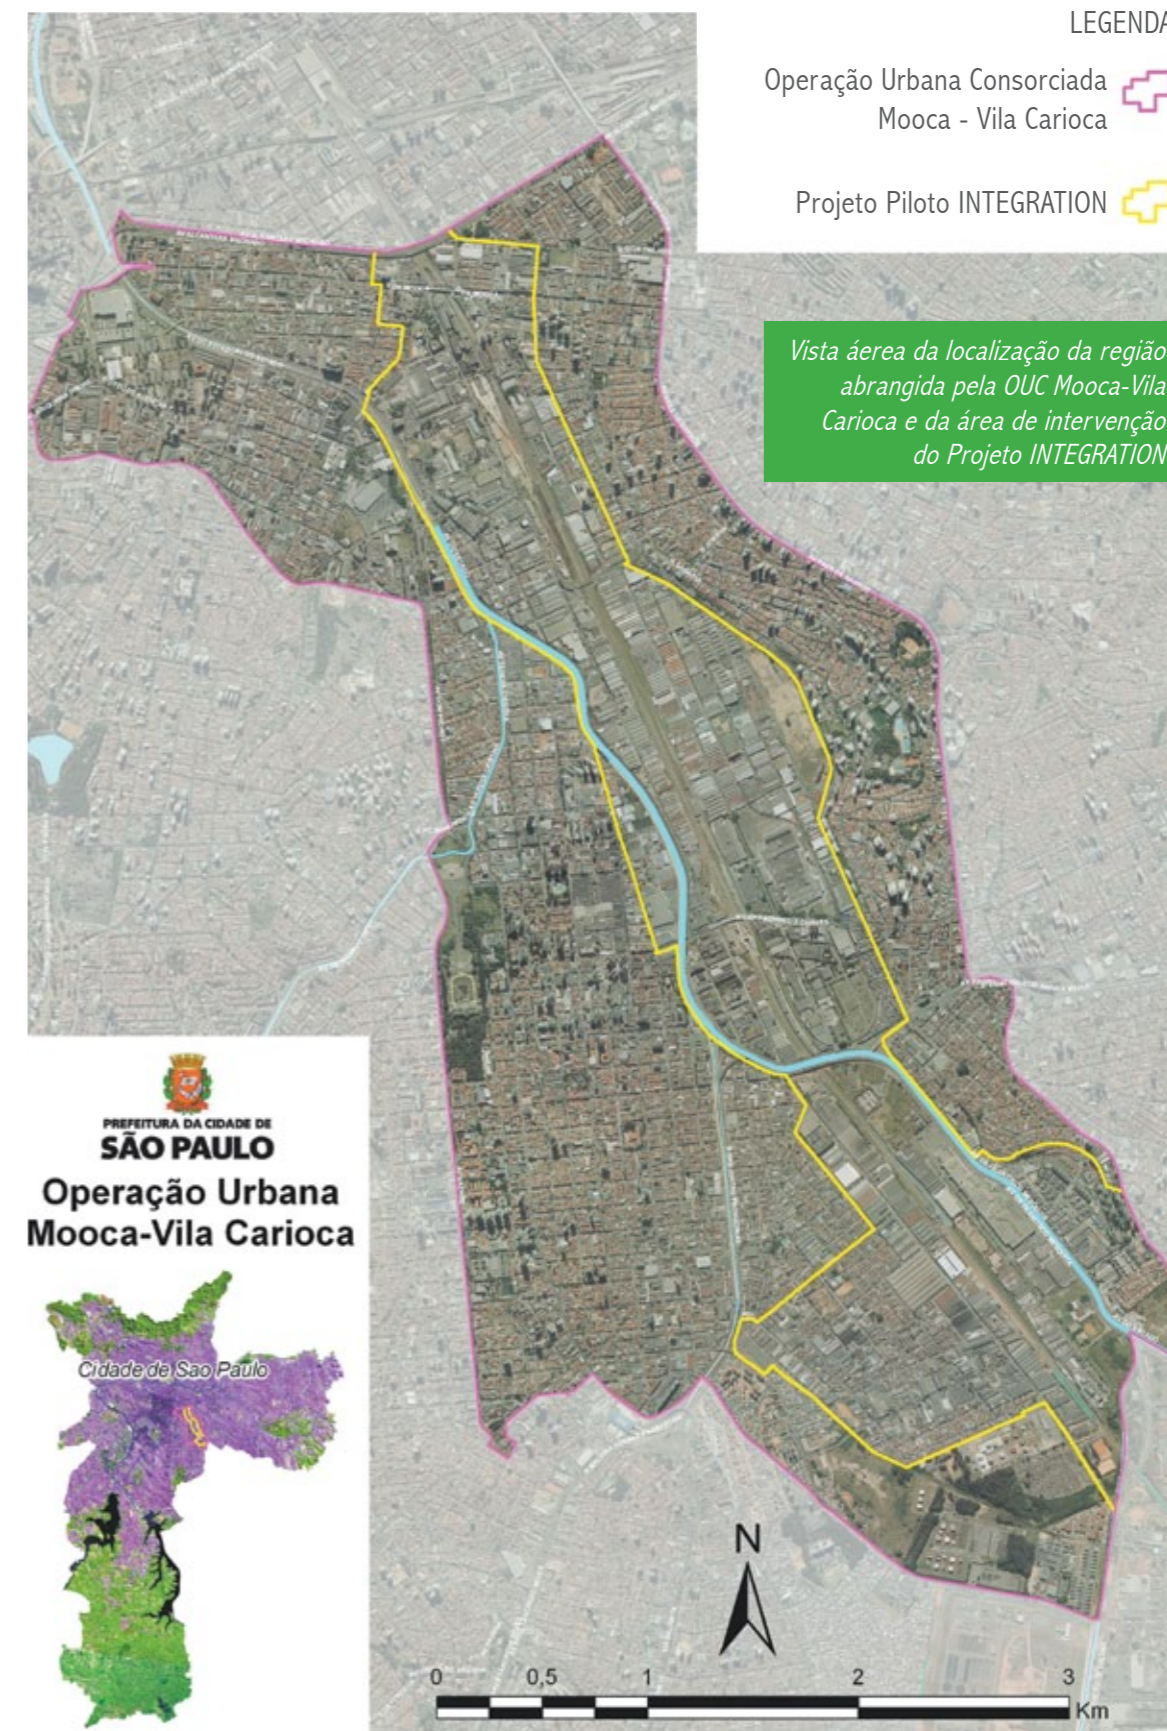 LEGENDA
Operação Urbana Consorciada
Mooca - Vila Carioca
Projeto Piloto INTEGRATION
Vista áerea da localização da região
abrangida pela OUC Mooca-Vila
Carioca e da área de intervenção
do Projeto INTEGRATION
PREFEITURA DA CIDADE DE
SÃO PAULO
Operação Urbana
Mooca-Vila Carioca
Cidade de Sao Paulo
N
0 0,5 1 2 3
Km